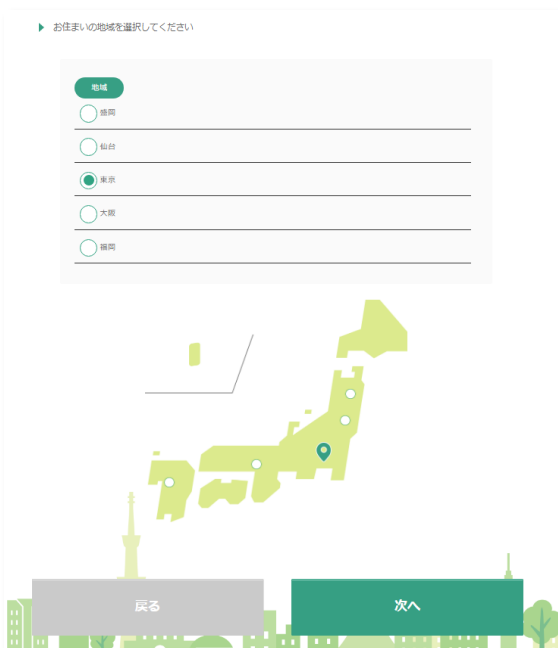 お住まいの地域を選択してください
地域
盛岡
仙台
東京
大阪
福岡
戻る
次へ